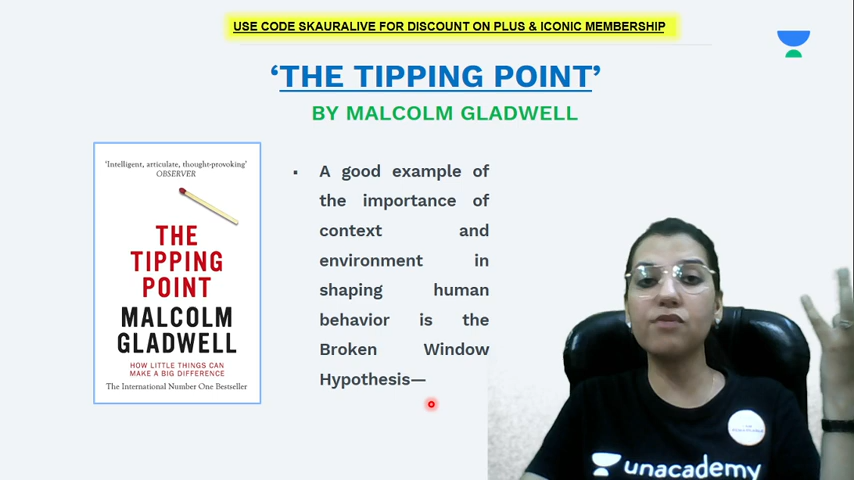 USE CODE SKAURALIVE FOR DISCOUNT ON PLUS & ICONIC MEMBERSHIP
‘THE TIPPING POINT’
BY MALCOLM GLADWELL
‘Intelligent, articulate, thought-provoking’
OBSERVER
THE
TIPPING
POINT
MALCOLM
GLADWELL
HOW LITTLE THINGS CAN
MAKE A BIG DIFFERENCE
The International Number One Bestseller
▪ A good example of
the importance of
context and
environment in
shaping human
behavior is the
Broken Window
Hypothesis—
unacademy